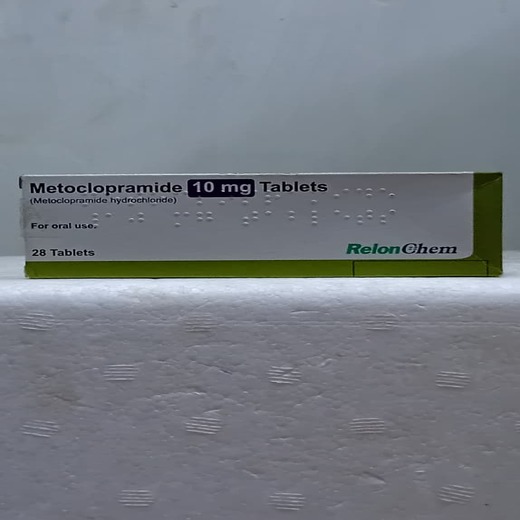 Metoclopramide 10 mg Tablets
(Metoclopramide hydrochloride)
For oral use.
28 Tablets
RelonChem